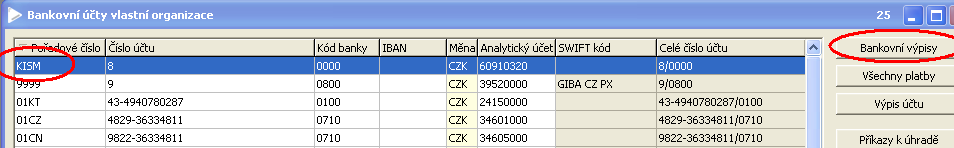 Bankovní účty vlastní organizace 25
Pořadové číslo Číslo účtu Kód banky IBAN Měna Analytický účet SWIFT kód Celé číslo účtu
KISM 8 0000 CZK 60910320 8/0000
9999 9 0800 CZK 39520000 GIBA CZ PX 9/0800
01KT 43-4940780287 0100 CZK 24150000 43-4940780287/0100
01CZ 4829-36334811 0710 CZK 34601000 4829-36334811/0710
01CN 9822-36334811 0710 CZK 34605000 9822-36334811/0710
Bankovní výpisy
Všechny platby
Výpis účtu
Příkazy k úhradě